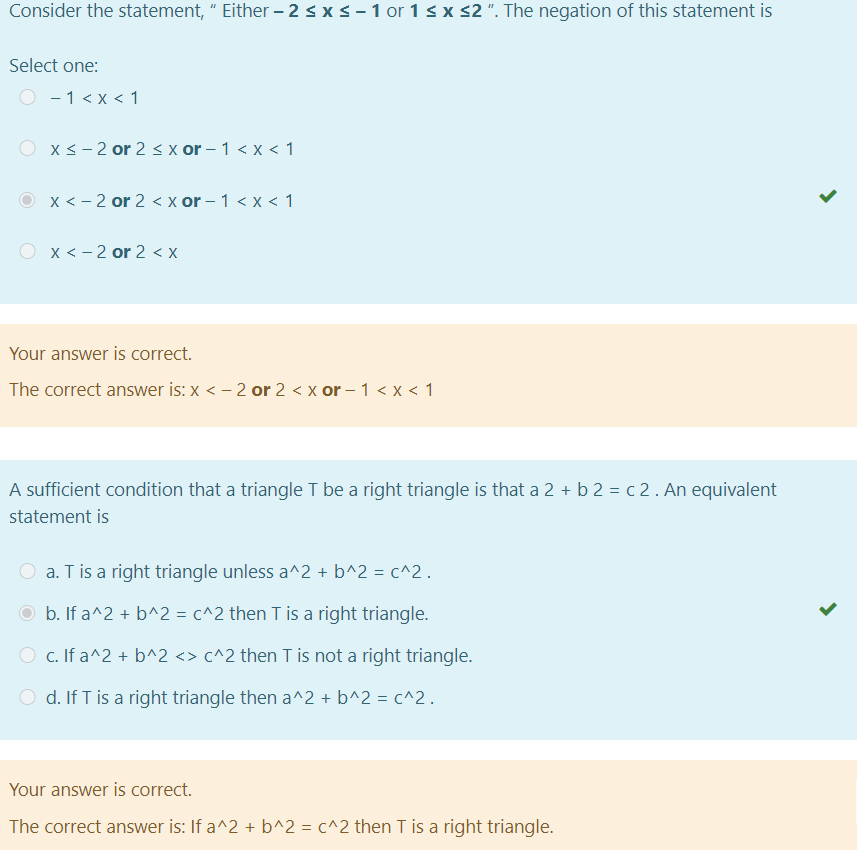 Consider the statement, “ Either – 2 ≤ x ≤ – 1 or 1 ≤ x ≤2 ”. The negation of this statement is
Select one:
– 1 < x < 1
x ≤ – 2 or 2 ≤ x or – 1 < x < 1
x < – 2 or 2 < x or – 1 < x < 1
x < – 2 or 2 < x
Your answer is correct.
The correct answer is: x < – 2 or 2 < x or – 1 < x < 1
A sufficient condition that a triangle T be a right triangle is that a 2 + b 2 = c 2 . An equivalent
statement is
a. T is a right triangle unless a^2 + b^2 = c^2 .
b. If a^2 + b^2 = c^2 then T is a right triangle.
c. If a^2 + b^2 <> c^2 then T is not a right triangle.
d. If T is a right triangle then a^2 + b^2 = c^2 .
Your answer is correct.
The correct answer is: If a^2 + b^2 = c^2 then T is a right triangle.